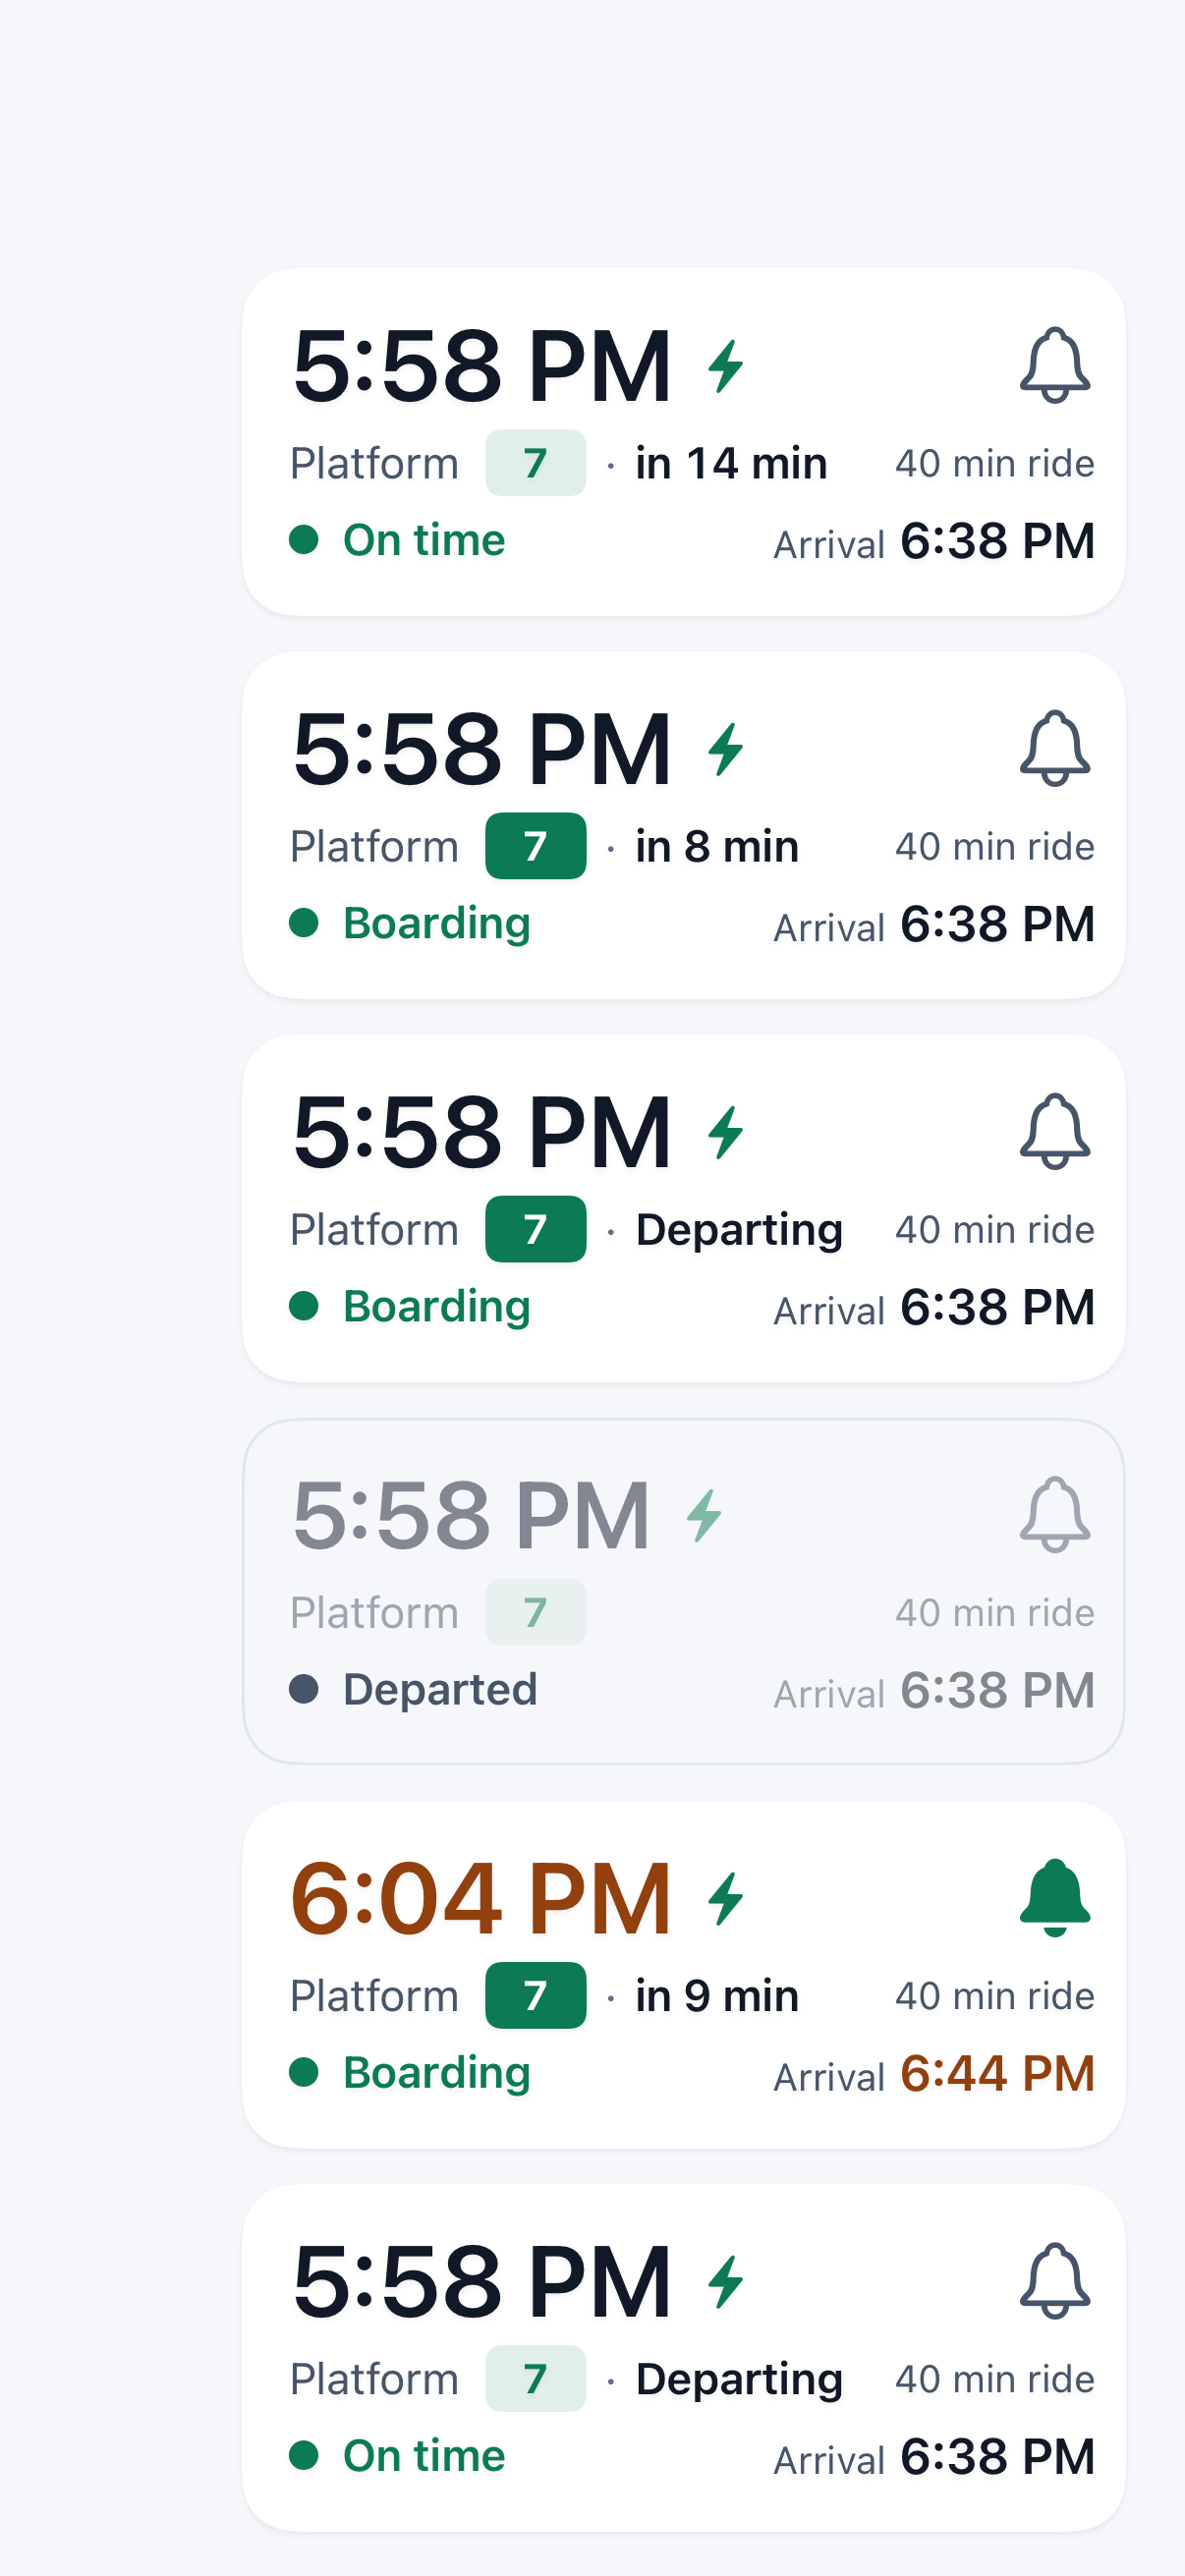 5:58 PM
Platform 7 · in 14 min 40 min ride
On time Arrival 6:38 PM
5:58 PM
Platform 7 · in 8 min 40 min ride
Boarding Arrival 6:38 PM
5:58 PM
Platform 7 · Departing 40 min ride
Boarding Arrival 6:38 PM
5:58 PM
Platform 7 40 min ride
Departed Arrival 6:38 PM
6:04 PM
Platform 7 · in 9 min 40 min ride
Boarding Arrival 6:44 PM
5:58 PM
Platform 7 · Departing 40 min ride
On time Arrival 6:38 PM